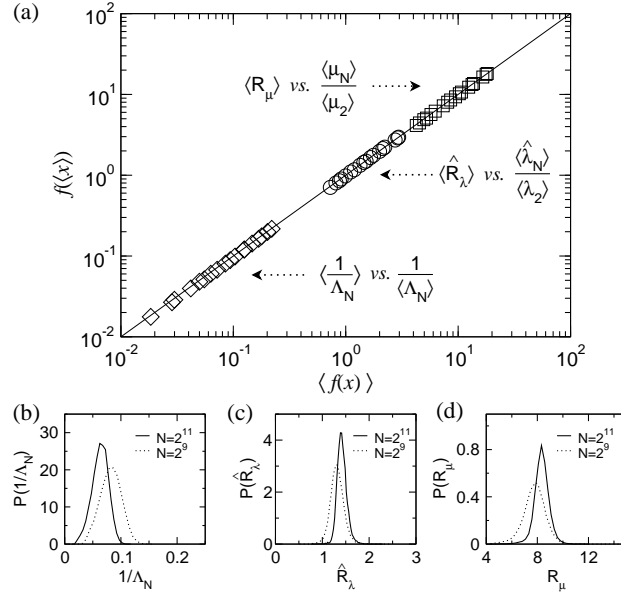 (a)
10^2
10^1
10^0
10^-1
10^-2
f(⟨x⟩)
⟨R_μ⟩ vs. ⟨μ_N⟩/⟨μ_2⟩
⟨R̂_λ⟩ vs. ⟨λ̂_N⟩/⟨λ_2⟩
⟨1/Λ_N⟩ vs. 1/⟨Λ_N⟩
10^-2 10^-1 10^0 10^1 10^2
⟨ f(x) ⟩
(b)
30
20
10
0
P(1/Λ_N)
N=2^11
N=2^9
0 0.1 0.2
1/Λ_N
(c)
6
3
0
P(R̂_λ)
N=2^11
N=2^9
0 1 2 3
R̂_λ
(d)
1.2
0.8
0.4
0
P(R_μ)
N=2^11
N=2^9
4 8 12
R_μ